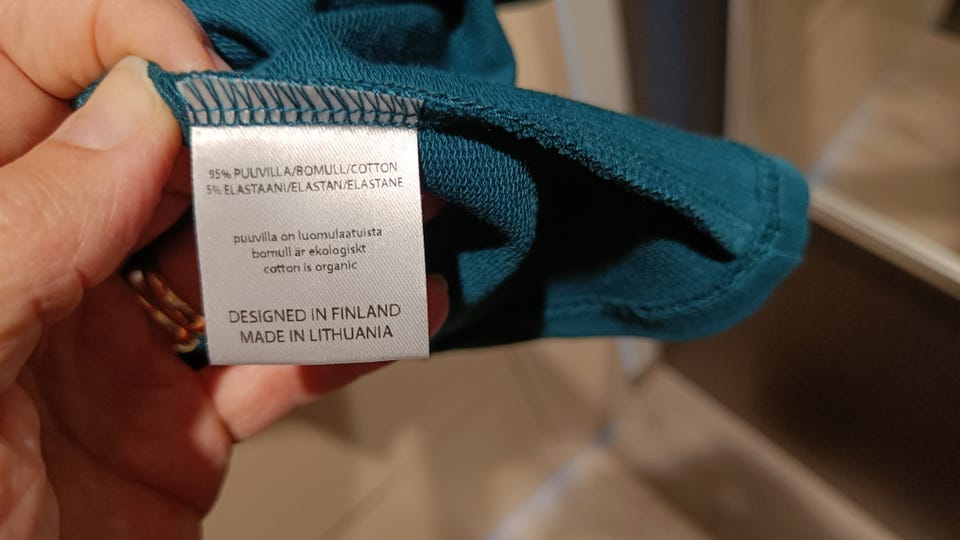 95% PUUVILLA/BOMULL/COTTON
5% ELASTAANI/ELASTAN/ELASTANE
puuvilla on luomulaatuista
bomull är ekologiskt
cotton is organic
DESIGNED IN FINLAND
MADE IN LITHUANIA